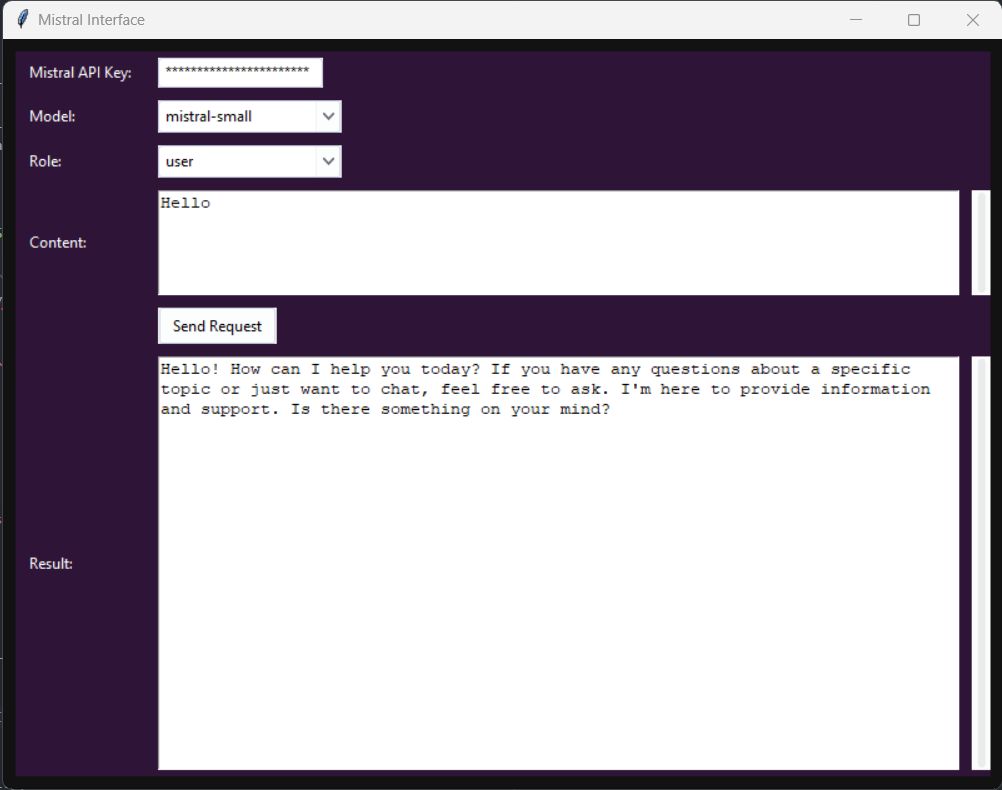 Mistral Interface
Mistral API Key: ***********************
Model: mistral-small
Role: user
Content:
Hello
Send Request
Result:
Hello! How can I help you today? If you have any questions about a specific
topic or just want to chat, feel free to ask. I'm here to provide information
and support. Is there something on your mind?